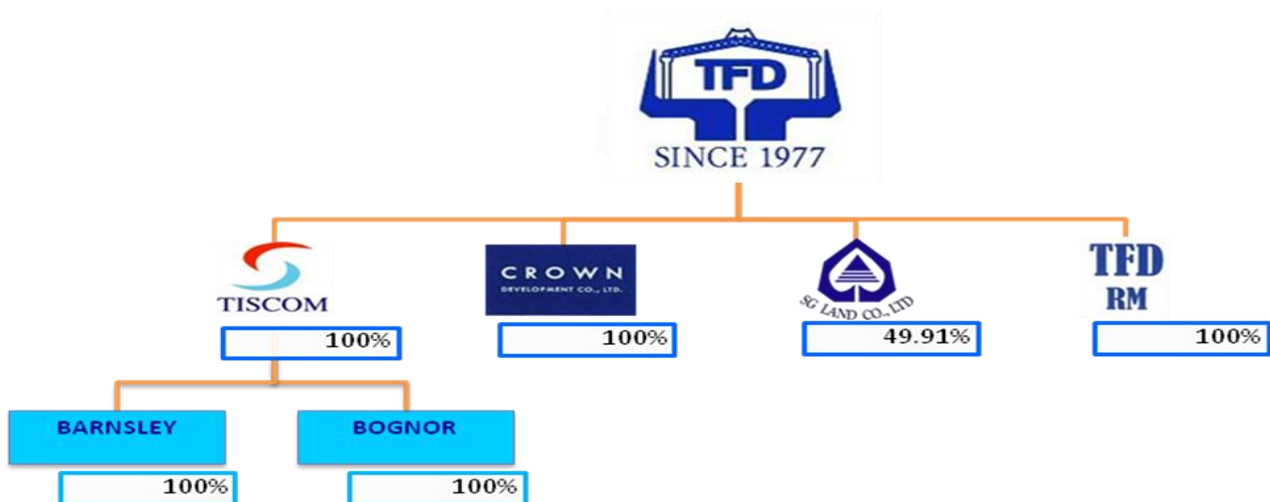 TFD
SINCE 1977
TISCOM
CROWN
DEVELOPMENT CO., LTD.
SG LAND CO., LTD
TFD
RM
100%
100%
49.91%
100%
BARNSLEY
BOGNOR
100%
100%